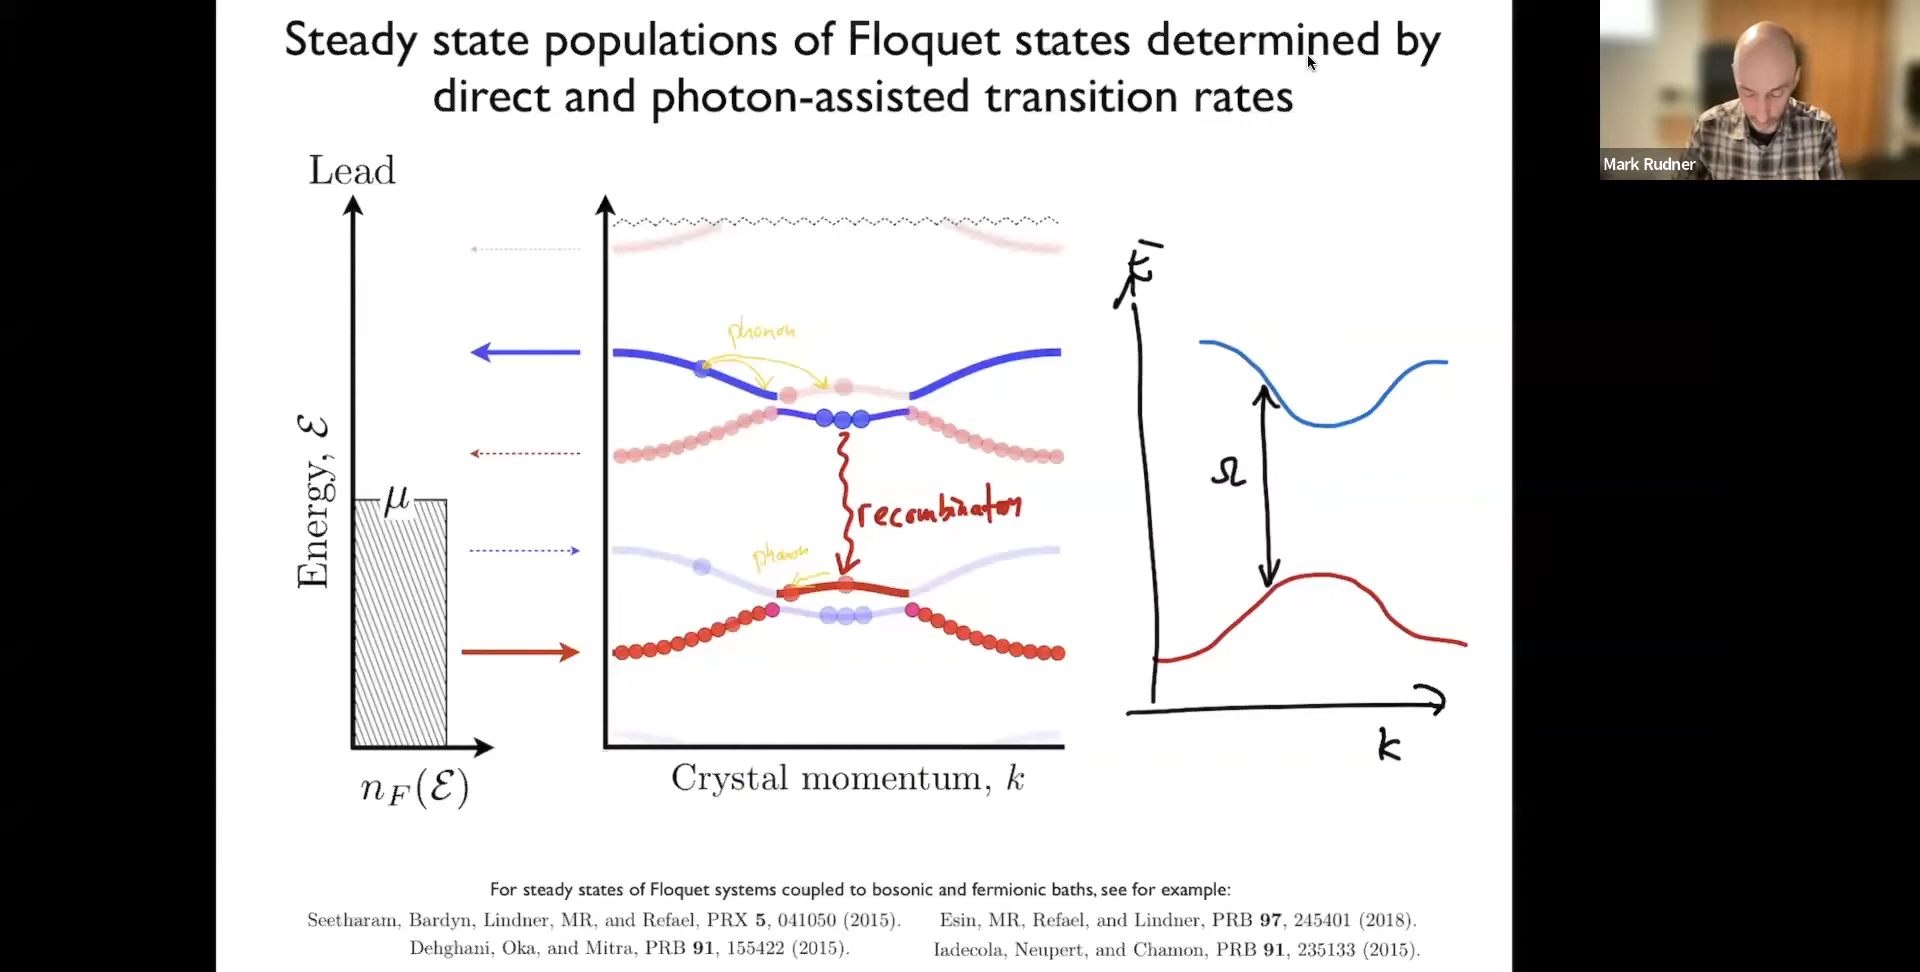 Steady state populations of Floquet states determined by
direct and photon-assisted transition rates
Mark Rudner
Lead
Energy, ℰ
μ
n_F(ℰ)
phonon
recombination
phonon
Crystal momentum, k
E
Ω
k
For steady states of Floquet systems coupled to bosonic and fermionic baths, see for example:
Seetharam, Bardyn, Lindner, MR, and Refael, PRX 5, 041050 (2015).
Esin, MR, Refael, and Lindner, PRB 97, 245401 (2018).
Dehghani, Oka, and Mitra, PRB 91, 155422 (2015).
Iadecola, Neupert, and Chamon, PRB 91, 235133 (2015).